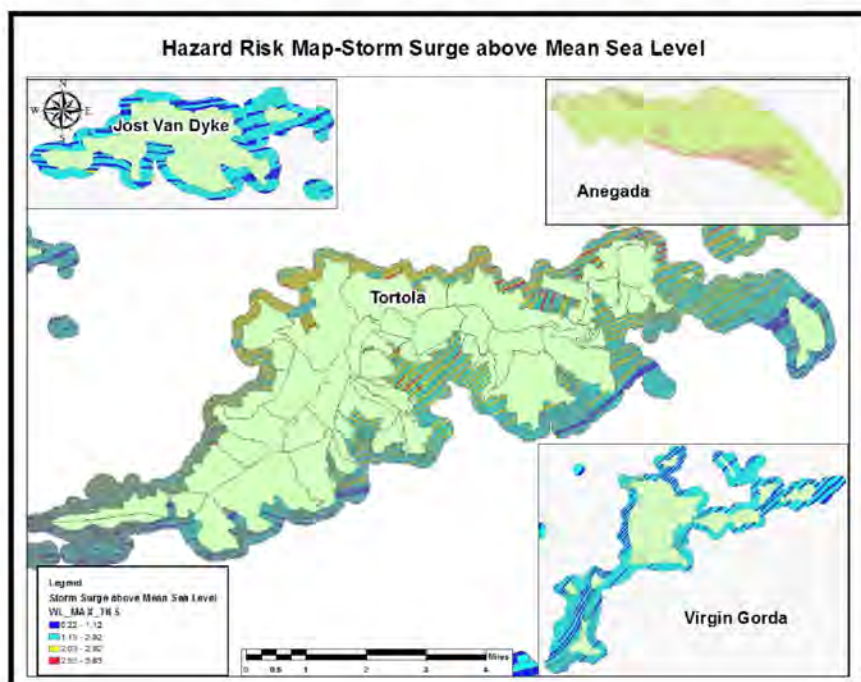 Hazard Risk Map-Storm Surge above Mean Sea Level
N
W E
S
Jost Van Dyke
Anegada
Tortola
Virgin Gorda
Legend
Storm Surge above Mean Sea Level
0 0.5 1 2 3 4
Miles